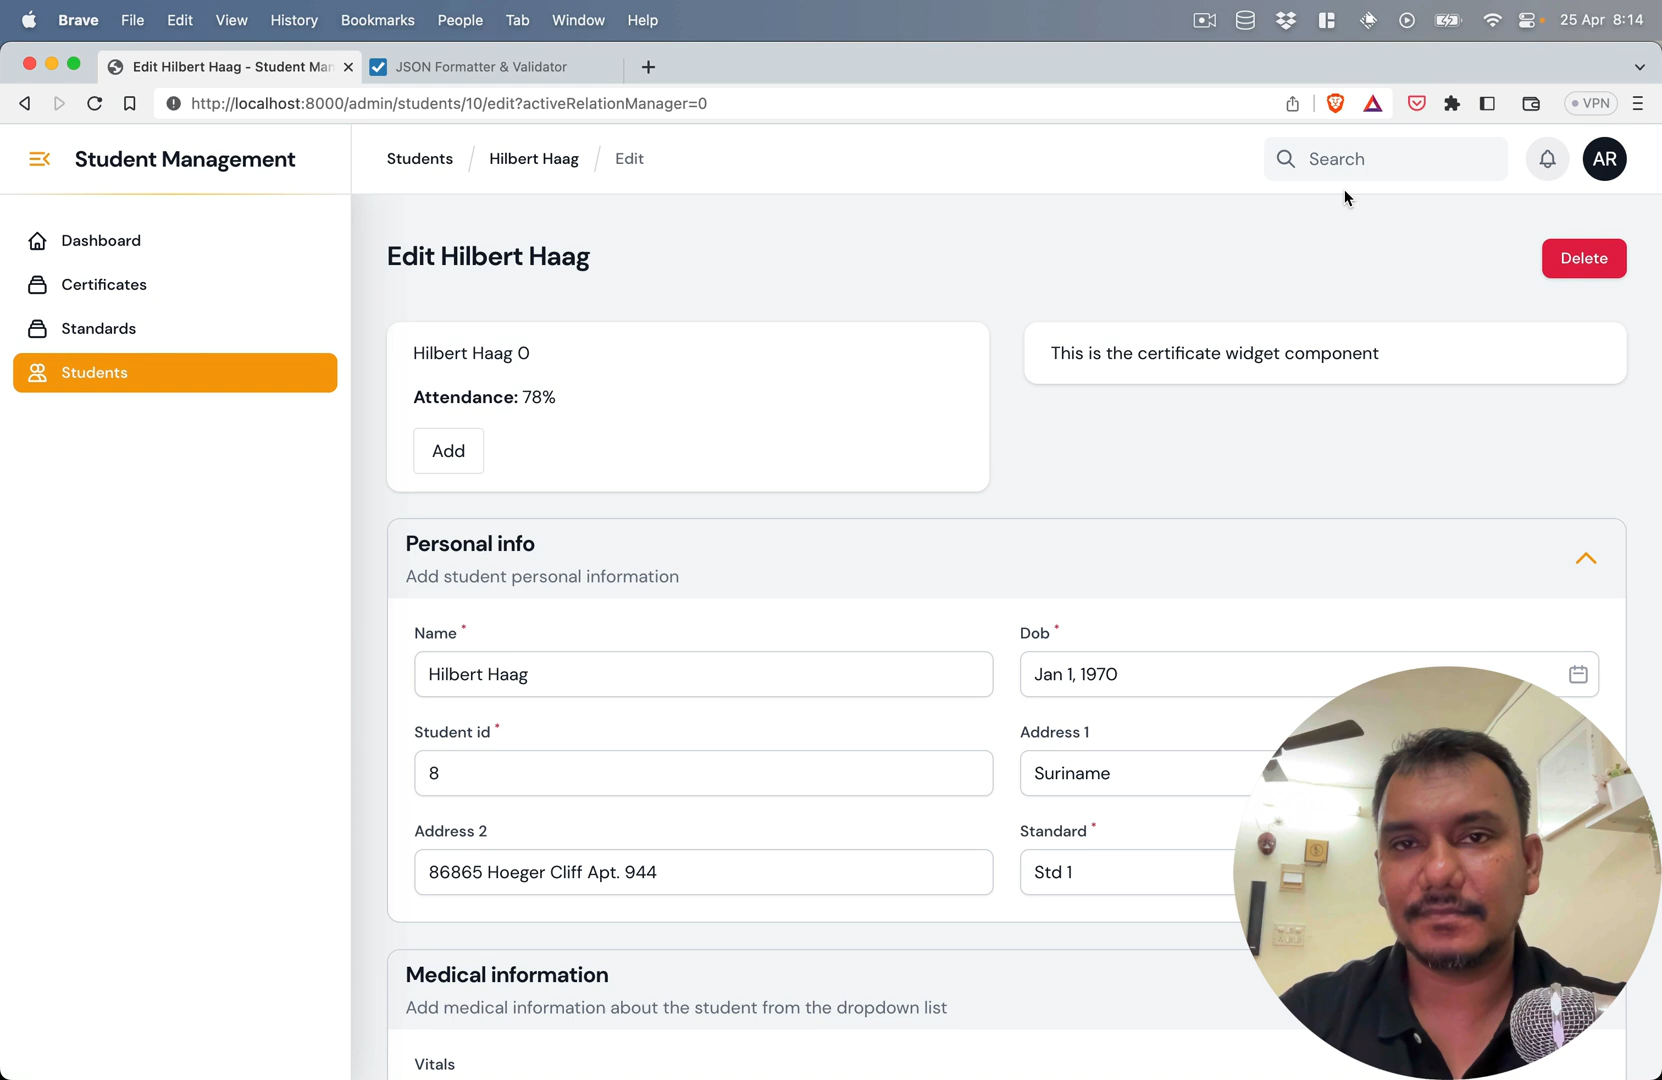 Brave File Edit View History Bookmarks People Tab Window Help 25 Apr 8:14
Edit Hilbert Haag - Student Man JSON Formatter & Validator
http://localhost:8000/admin/students/10/edit?activeRelationManager=0 VPN
Student Management Students Hilbert Haag Edit Search AR
Dashboard
Certificates
Standards
Students
Edit Hilbert Haag Delete
Hilbert Haag 0
Attendance: 78%
Add
This is the certificate widget component
Personal info
Add student personal information
Name * Dob *
Hilbert Haag Jan 1, 1970
Student id * Address 1
8 Suriname
Address 2 Standard *
86865 Hoeger Cliff Apt. 944 Std 1
Medical information
Add medical information about the student from the dropdown list
Vitals